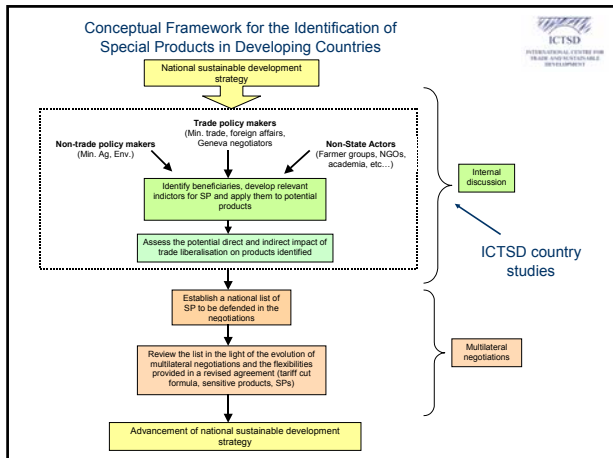 Conceptual Framework for the Identification of
Special Products in Developing Countries
ICTSD
INTERNATIONAL CENTRE FOR
TRADE AND SUSTAINABLE
DEVELOPMENT
National sustainable development
strategy
Trade policy makers
(Min. trade, foreign affairs,
Geneva negotiators)
Non-trade policy makers
(Min. Ag, Env.)
Non-State Actors
(Farmer groups, NGOs,
academia, etc…)
Identify beneficiaries, develop relevant
indictors for SP and apply them to potential
products
Internal
discussion
Assess the potential direct and indirect impact of
trade liberalisation on products identified
ICTSD country
studies
Establish a national list of
SP to be defended in the
negotiations
Review the list in the light of the evolution of
multilateral negotiations and the flexibilities
provided in a revised agreement (tariff cut
formula, sensitive products, SPs)
Multilateral
negotiations
Advancement of national sustainable development
strategy